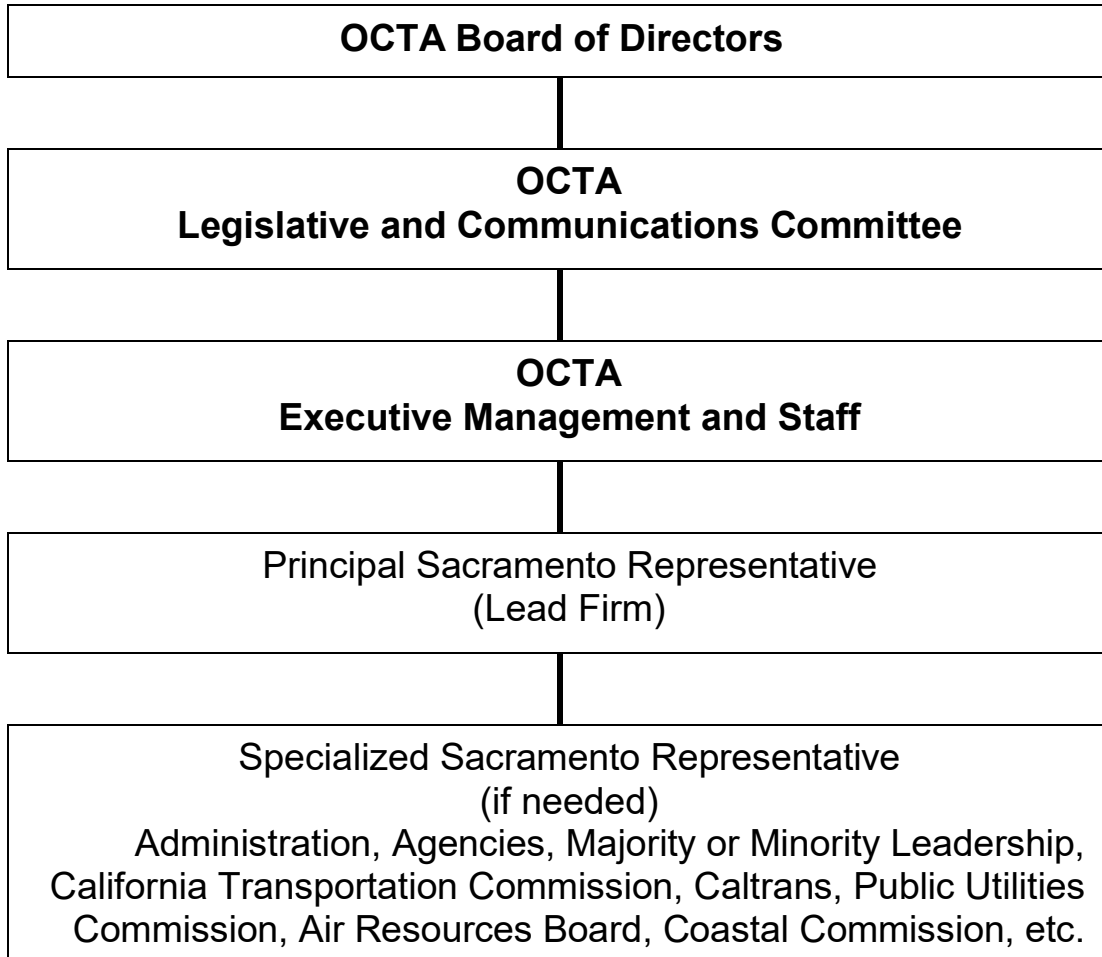 OCTA Board of Directors
OCTA
Legislative and Communications Committee
OCTA
Executive Management and Staff
Principal Sacramento Representative
(Lead Firm)
Specialized Sacramento Representative
(if needed)
Administration, Agencies, Majority or Minority Leadership,
California Transportation Commission, Caltrans, Public Utilities
Commission, Air Resources Board, Coastal Commission, etc.